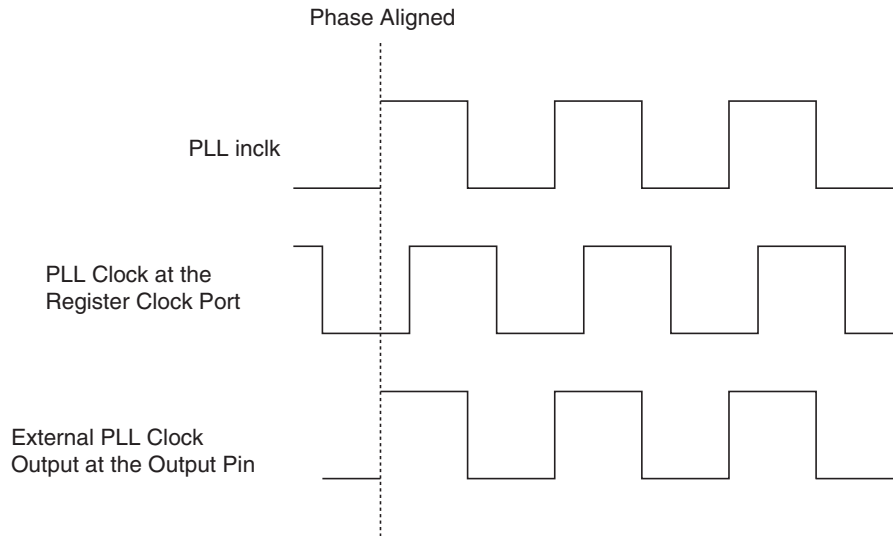 Phase Aligned
PLL inclk
PLL Clock at the
Register Clock Port
External PLL Clock
Output at the Output Pin